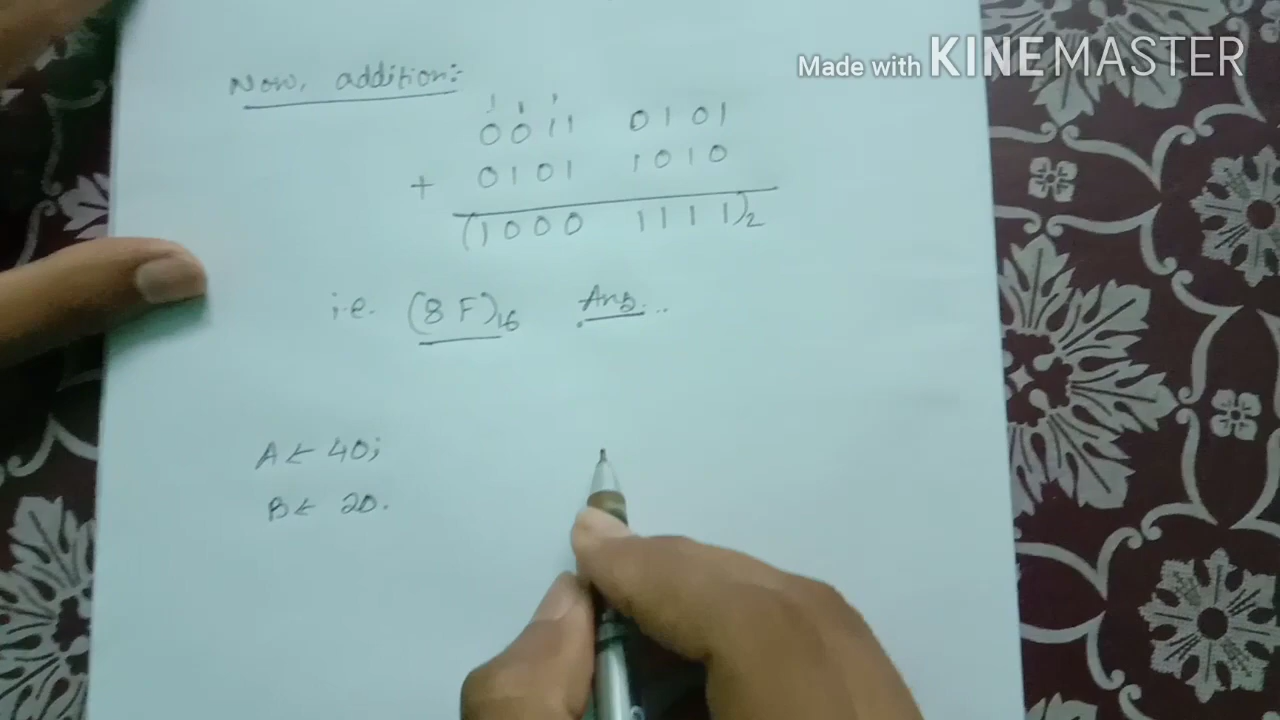 Made with KINEMASTER
Now, addition:-
1 1 1
0011 0101
+ 0101 1010
(1000 1111)2
i.e. (8F)16 Ans...
A ← 40;
B ← 20.